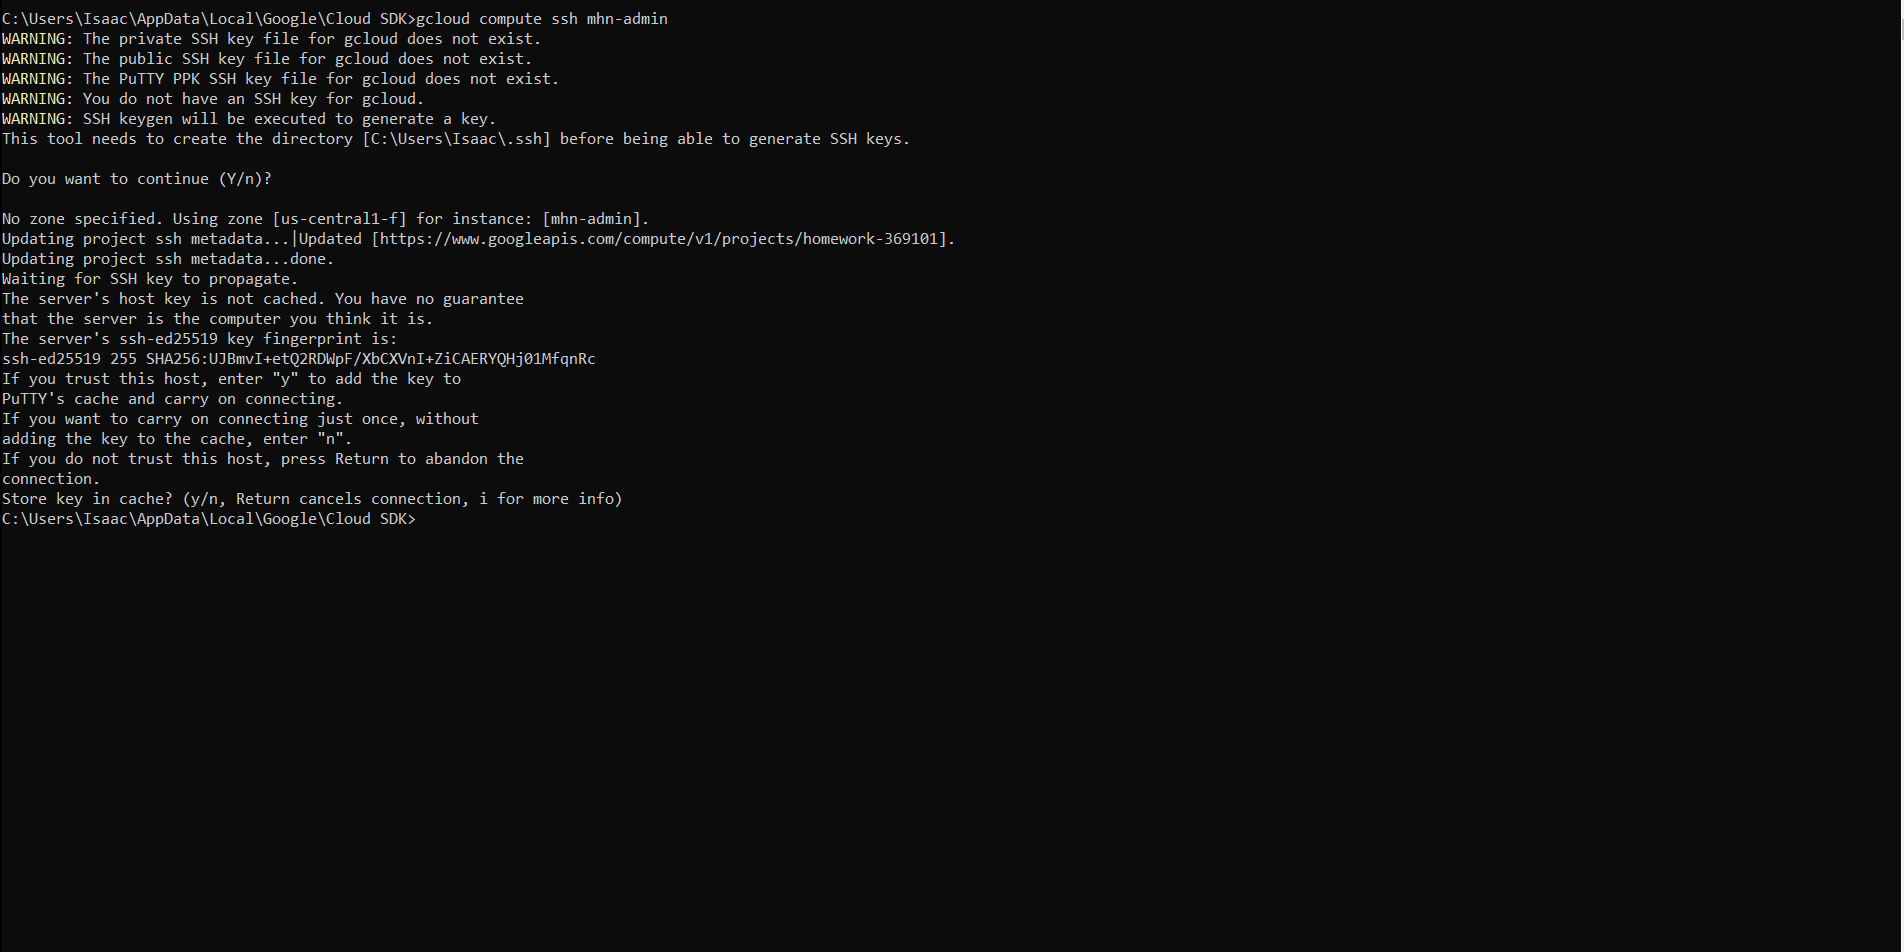 C:\Users\Isaac\AppData\Local\Google\Cloud SDK>gcloud compute ssh mhn-admin
WARNING: The private SSH key file for gcloud does not exist.
WARNING: The public SSH key file for gcloud does not exist.
WARNING: The PuTTY PPK SSH key file for gcloud does not exist.
WARNING: You do not have an SSH key for gcloud.
WARNING: SSH keygen will be executed to generate a key.
This tool needs to create the directory [C:\Users\Isaac\.ssh] before being able to generate SSH keys.
Do you want to continue (Y/n)?
No zone specified. Using zone [us-central1-f] for instance: [mhn-admin].
Updating project ssh metadata...|Updated [https://www.googleapis.com/compute/v1/projects/homework-369101].
Updating project ssh metadata...done.
Waiting for SSH key to propagate.
The server's host key is not cached. You have no guarantee
that the server is the computer you think it is.
The server's ssh-ed25519 key fingerprint is:
ssh-ed25519 255 SHA256:UJBmvI+etQ2RDWpF/XbCXVnI+ZiCAERYQHj01MfqnRc
If you trust this host, enter "y" to add the key to
PuTTY's cache and carry on connecting.
If you want to carry on connecting just once, without
adding the key to the cache, enter "n".
If you do not trust this host, press Return to abandon the
connection.
Store key in cache? (y/n, Return cancels connection, i for more info)
C:\Users\Isaac\AppData\Local\Google\Cloud SDK>